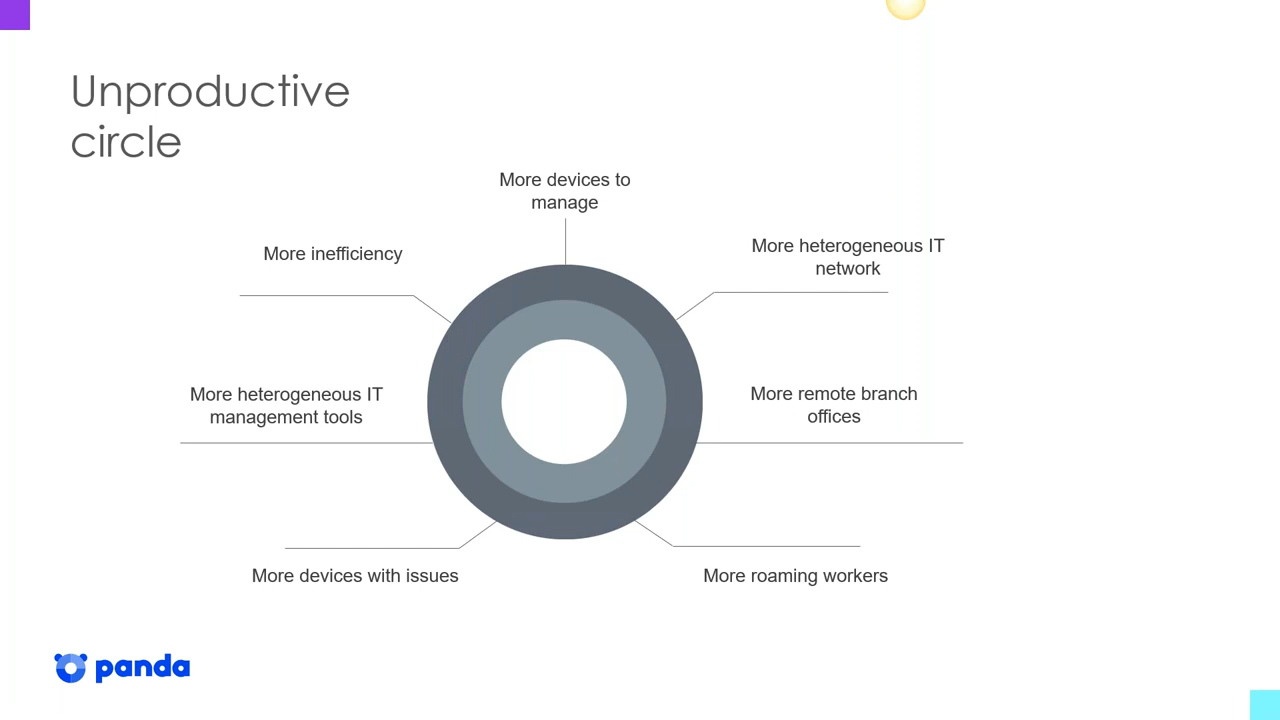 Unproductive
circle
More devices to
manage
More inefficiency
More heterogeneous IT
network
More heterogeneous IT
management tools
More remote branch
offices
More devices with issues
More roaming workers
panda